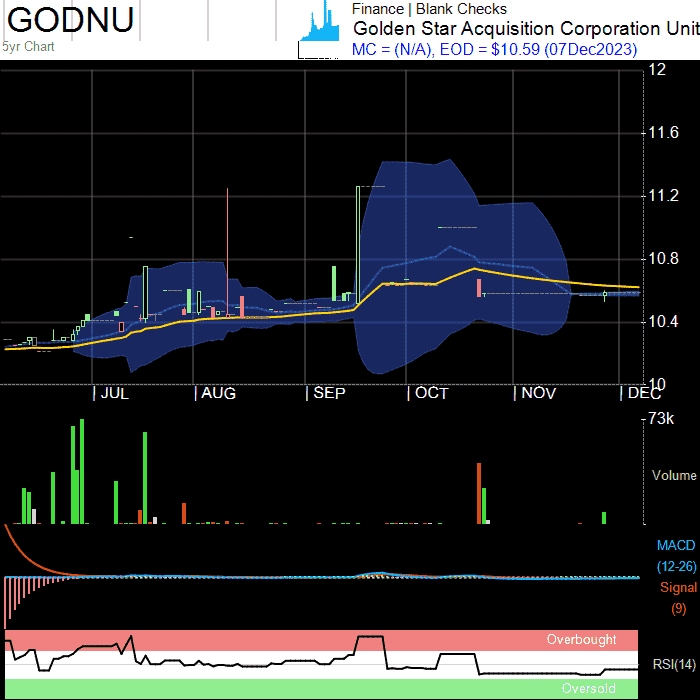 GODNU
5yr Chart
Finance | Blank Checks
Golden Star Acquisition Corporation Unit
MC = (N/A), EOD = $10.59 (07Dec2023)
12
11.6
11.2
10.8
10.4
10
JUL AUG SEP OCT NOV DEC
73k
Volume
MACD
(12-26)
Signal
(9)
Overbought
RSI(14)
Oversold